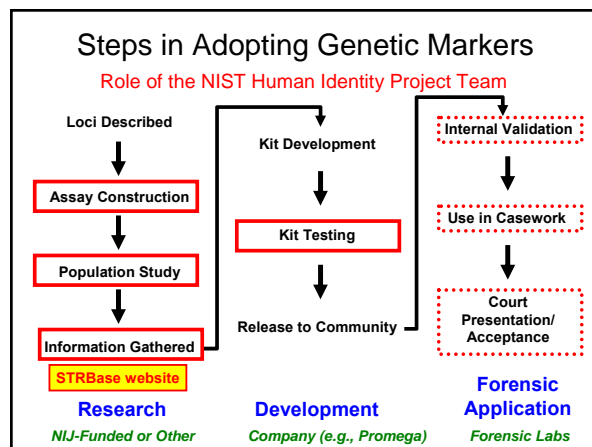 Steps in Adopting Genetic Markers
Role of the NIST Human Identity Project Team
Loci Described
Assay Construction
Population Study
Information Gathered
STRBase website
Research
NIJ-Funded or Other
Kit Development
Kit Testing
Release to Community
Development
Company (e.g., Promega)
Internal Validation
Use in Casework
Court
Presentation/
Acceptance
Forensic
Application
Forensic Labs